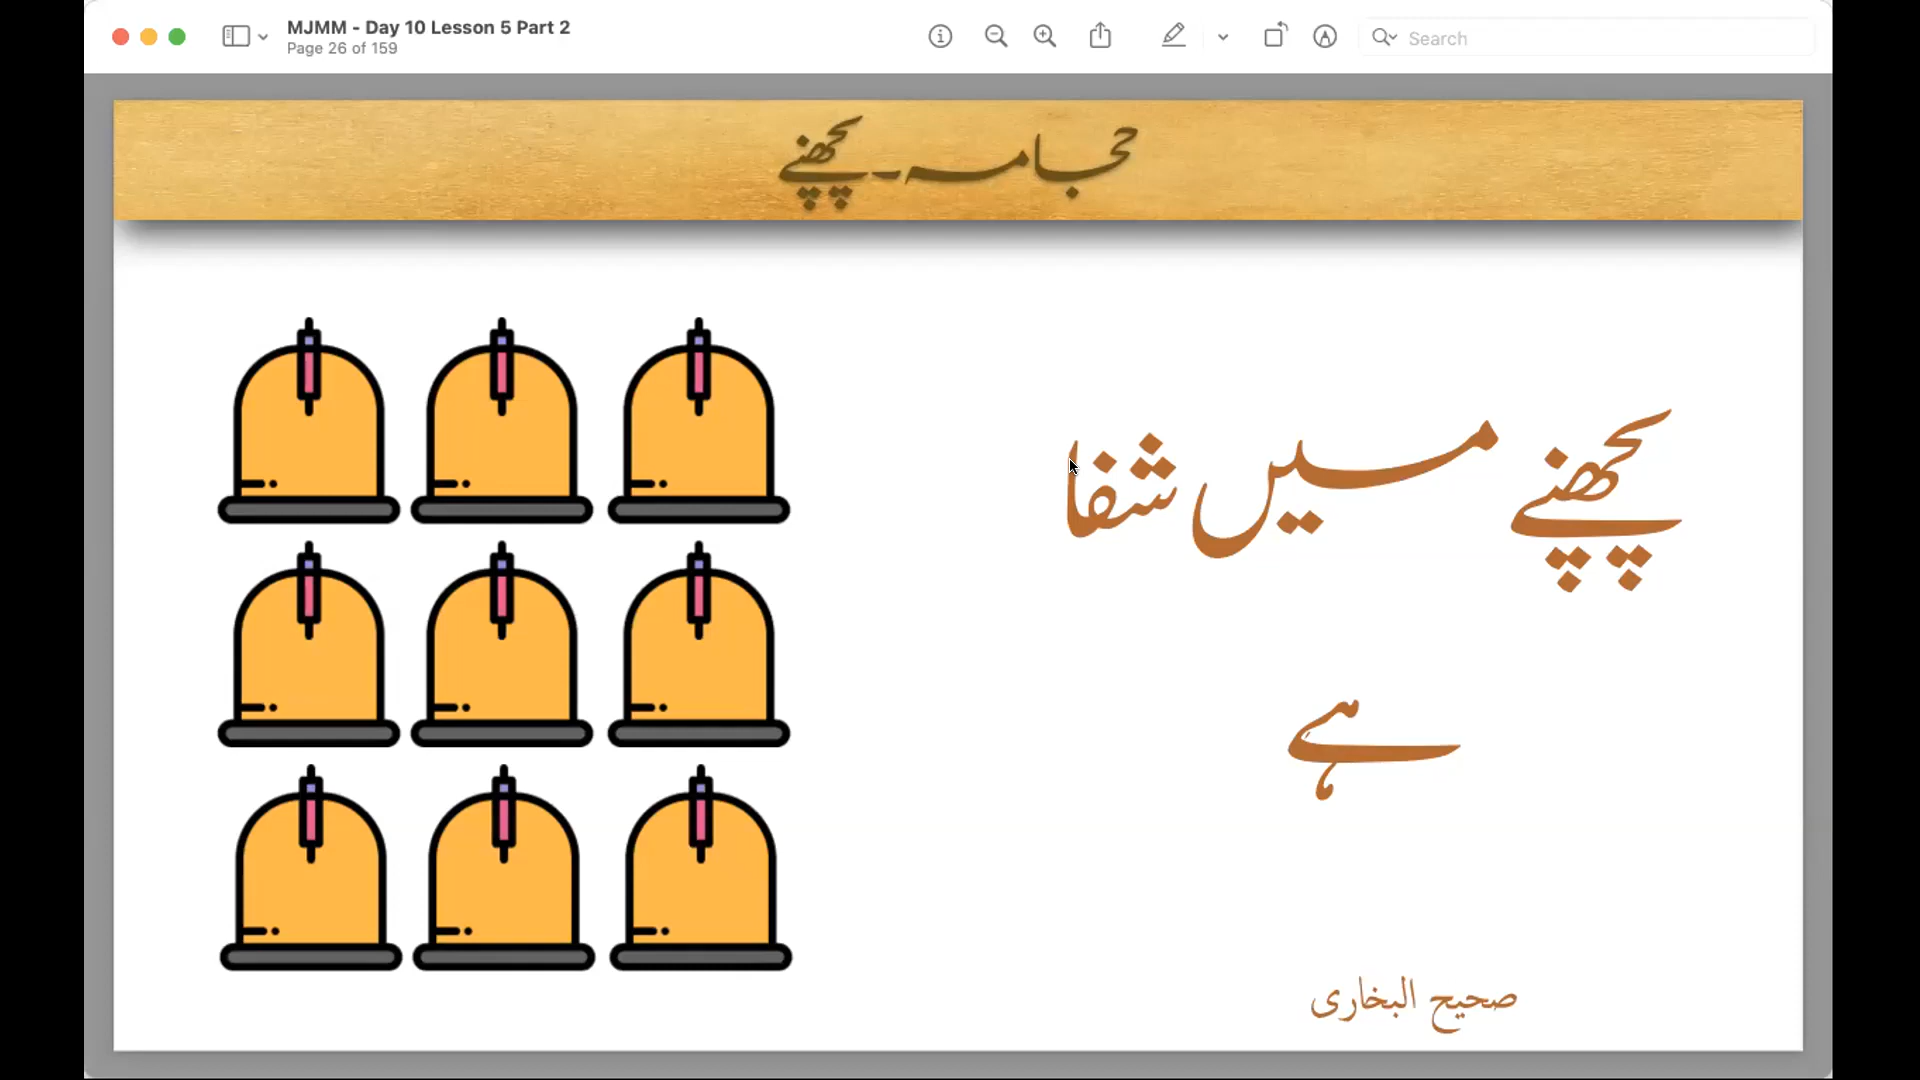 MJMM - Day 10 Lesson 5 Part 2
Page 26 of 159
Search
حجامہ۔پچھنے
پچھنے میں شفا
ہے
صحیح البخاری